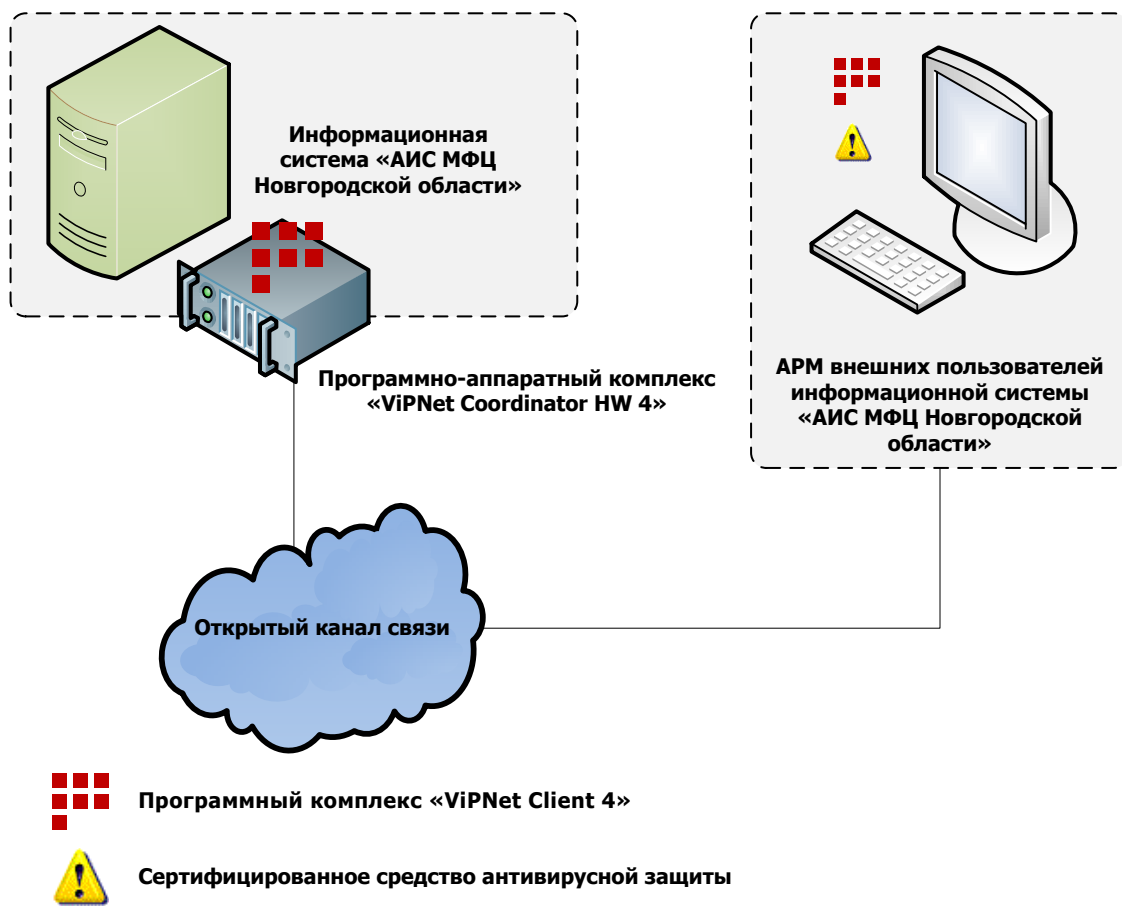 Информационная
система «АИС МФЦ
Новгородской области»
Программно-аппаратный комплекс
«ViPNet Coordinator HW 4»
АРМ внешних пользователей
информационной системы
«АИС МФЦ Новгородской
области»
Открытый канал связи
Программный комплекс «ViPNet Client 4»
Сертифицированное средство антивирусной защиты